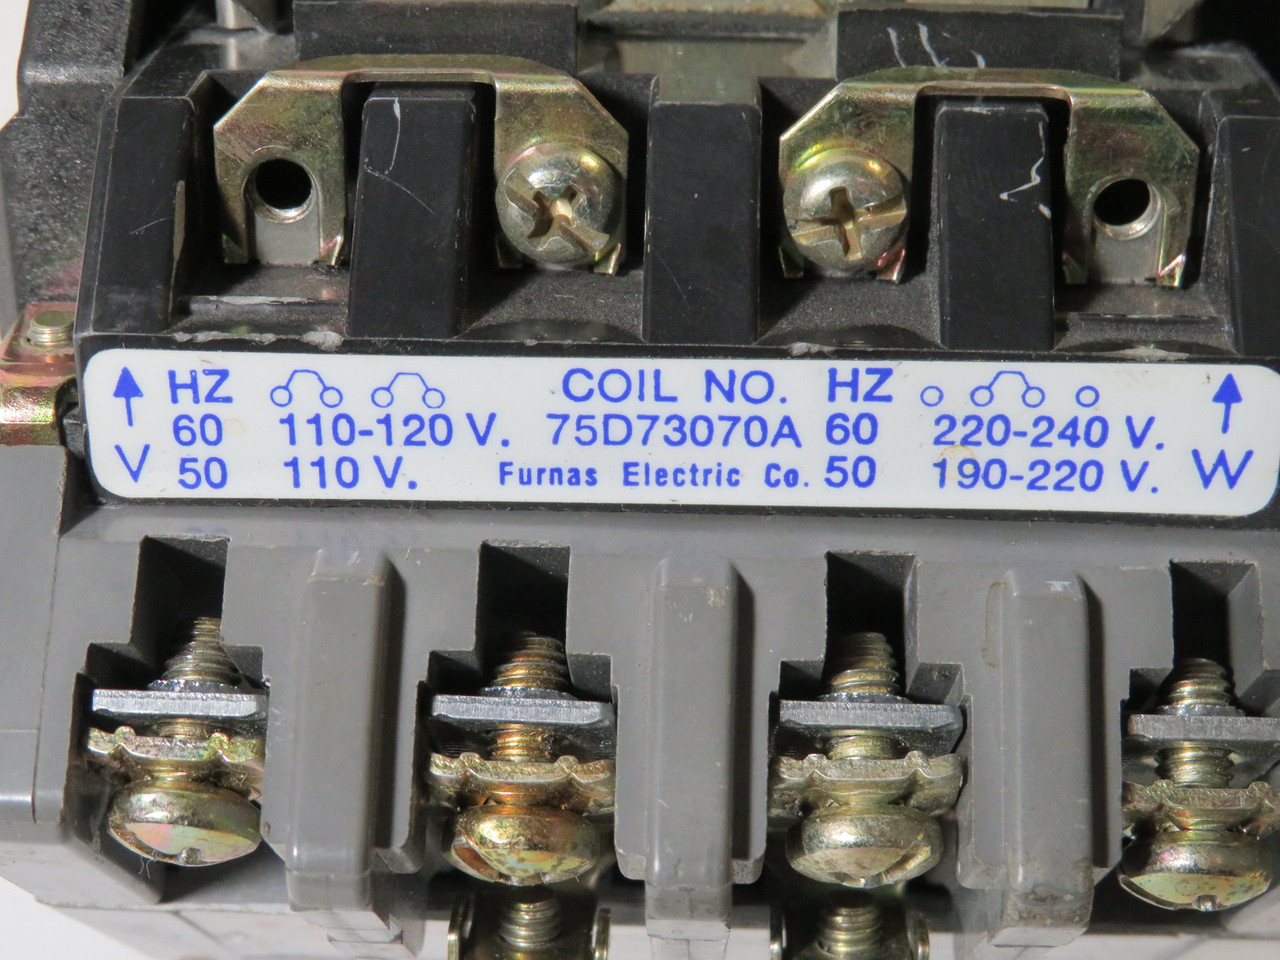 HZ COIL NO. HZ
60 110-120 V. 75D73070A 60 220-240 V.
V 50 110 V. Furnas Electric Co. 50 190-220 V. W